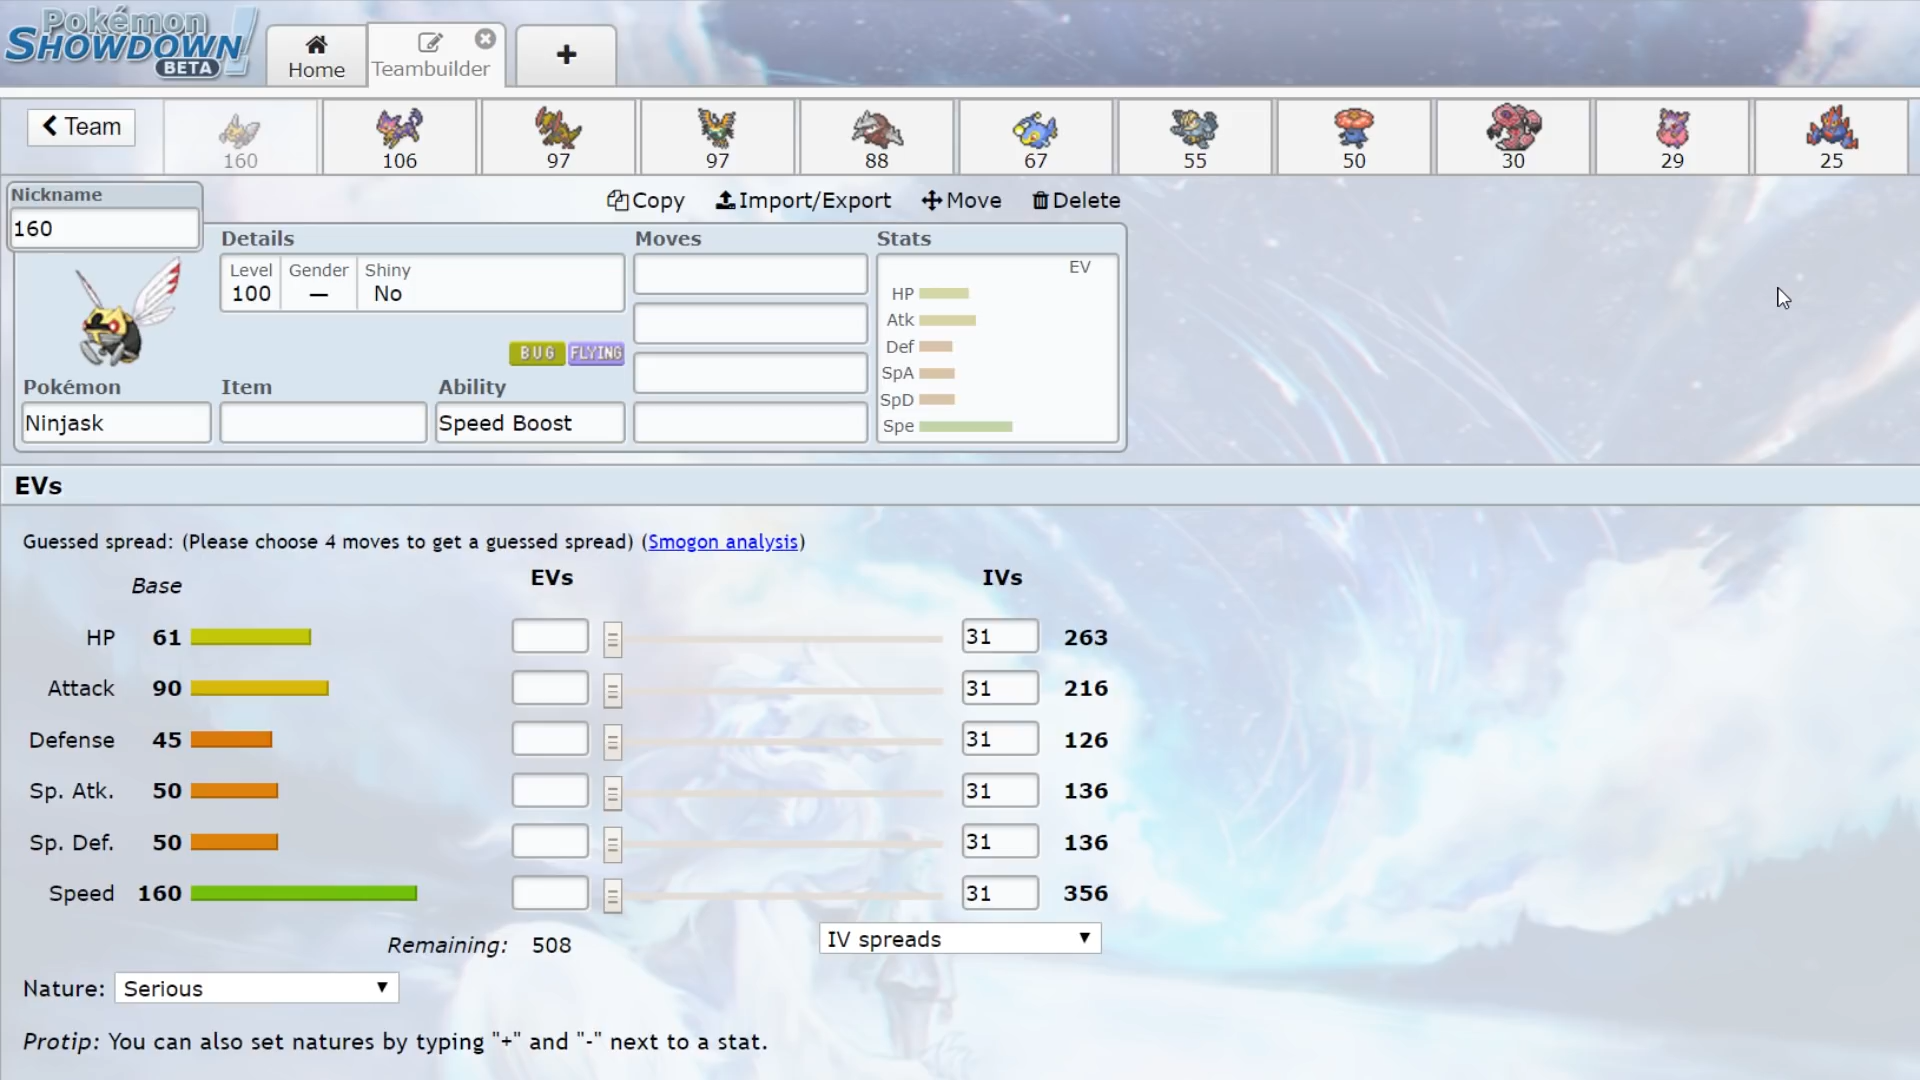 Pokémon
SHOWDOWN!
BETA
Home
Teambuilder
+
Team
160
106
97
97
88
67
55
50
30
29
25
Nickname
160
Copy
Import/Export
Move
Delete
Details
Moves
Stats
Level
Gender
Shiny
100
—
No
EV
HP
Atk
Def
SpA
SpD
Spe
BUG
FLYING
Pokémon
Item
Ability
Ninjask
Speed Boost
EVs
Guessed spread: (Please choose 4 moves to get a guessed spread) (Smogon analysis)
Base
EVs
IVs
HP 61 31 263
Attack 90 31 216
Defense 45 31 126
Sp. Atk. 50 31 136
Sp. Def. 50 31 136
Speed 160 31 356
Remaining: 508
IV spreads
Nature: Serious
Protip: You can also set natures by typing "+" and "-" next to a stat.